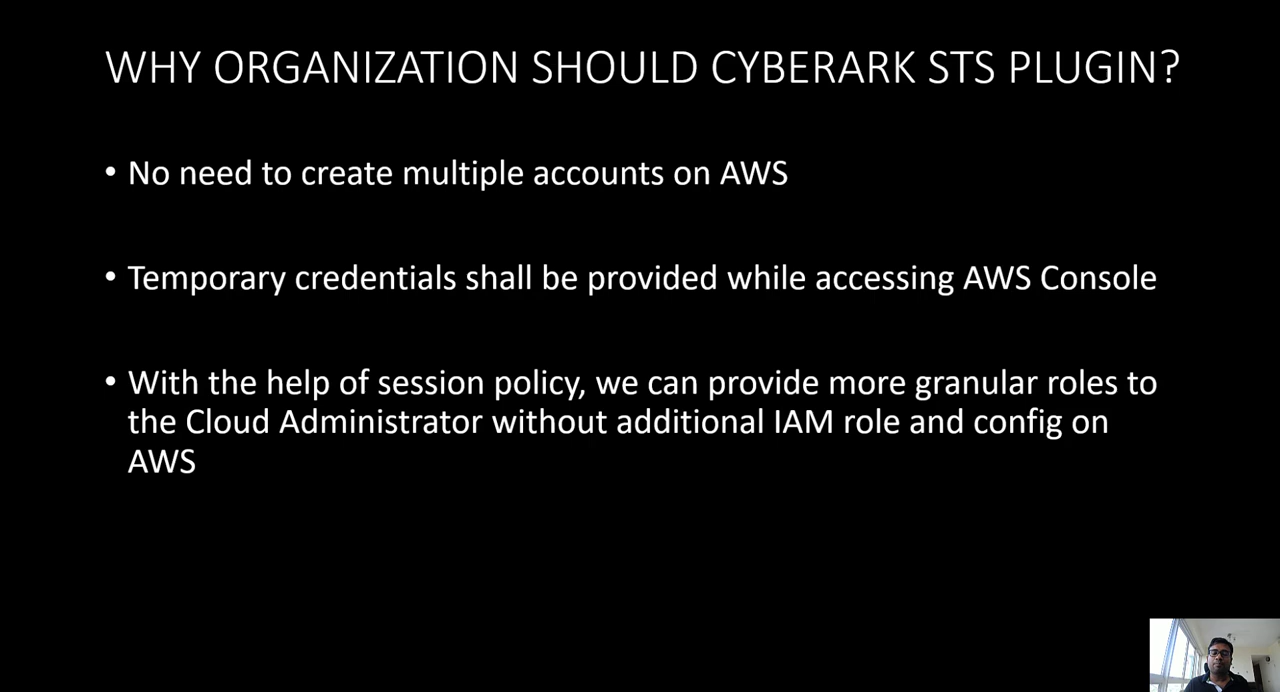 WHY ORGANIZATION SHOULD CYBERARK STS PLUGIN?
• No need to create multiple accounts on AWS
• Temporary credentials shall be provided while accessing AWS Console
• With the help of session policy, we can provide more granular roles to
the Cloud Administrator without additional IAM role and config on
AWS